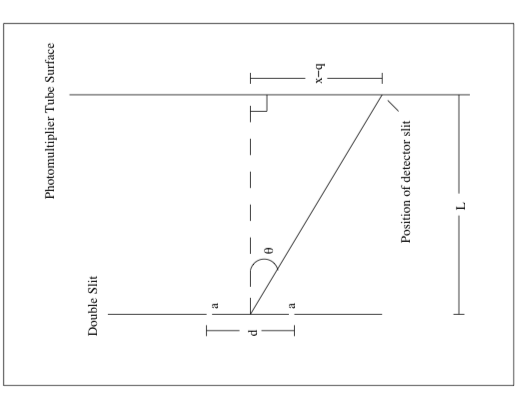 Photomultiplier Tube Surface
x−q
Position of detector slit
L
θ
Double Slit
a
a
d